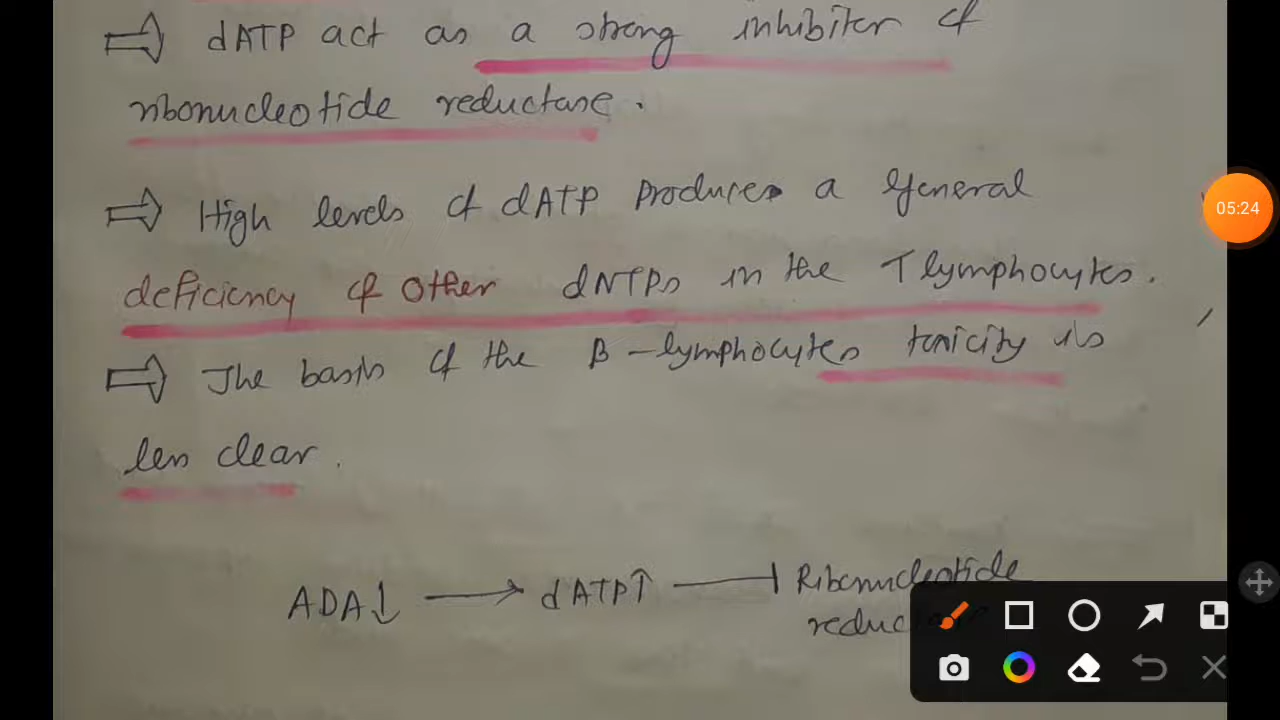 ⇒ dATP act as a strong inhibitor of
ribonucleotide reductase.
⇒ High levels of dATP produces a General
deficiency of other dNTPs in the T lymphocytes.
⇒ The basis of the B-lymphocytes toxicity is
less clear.
05:24
ADA↓ → dATP↑ ⊣ Ribonucleotide